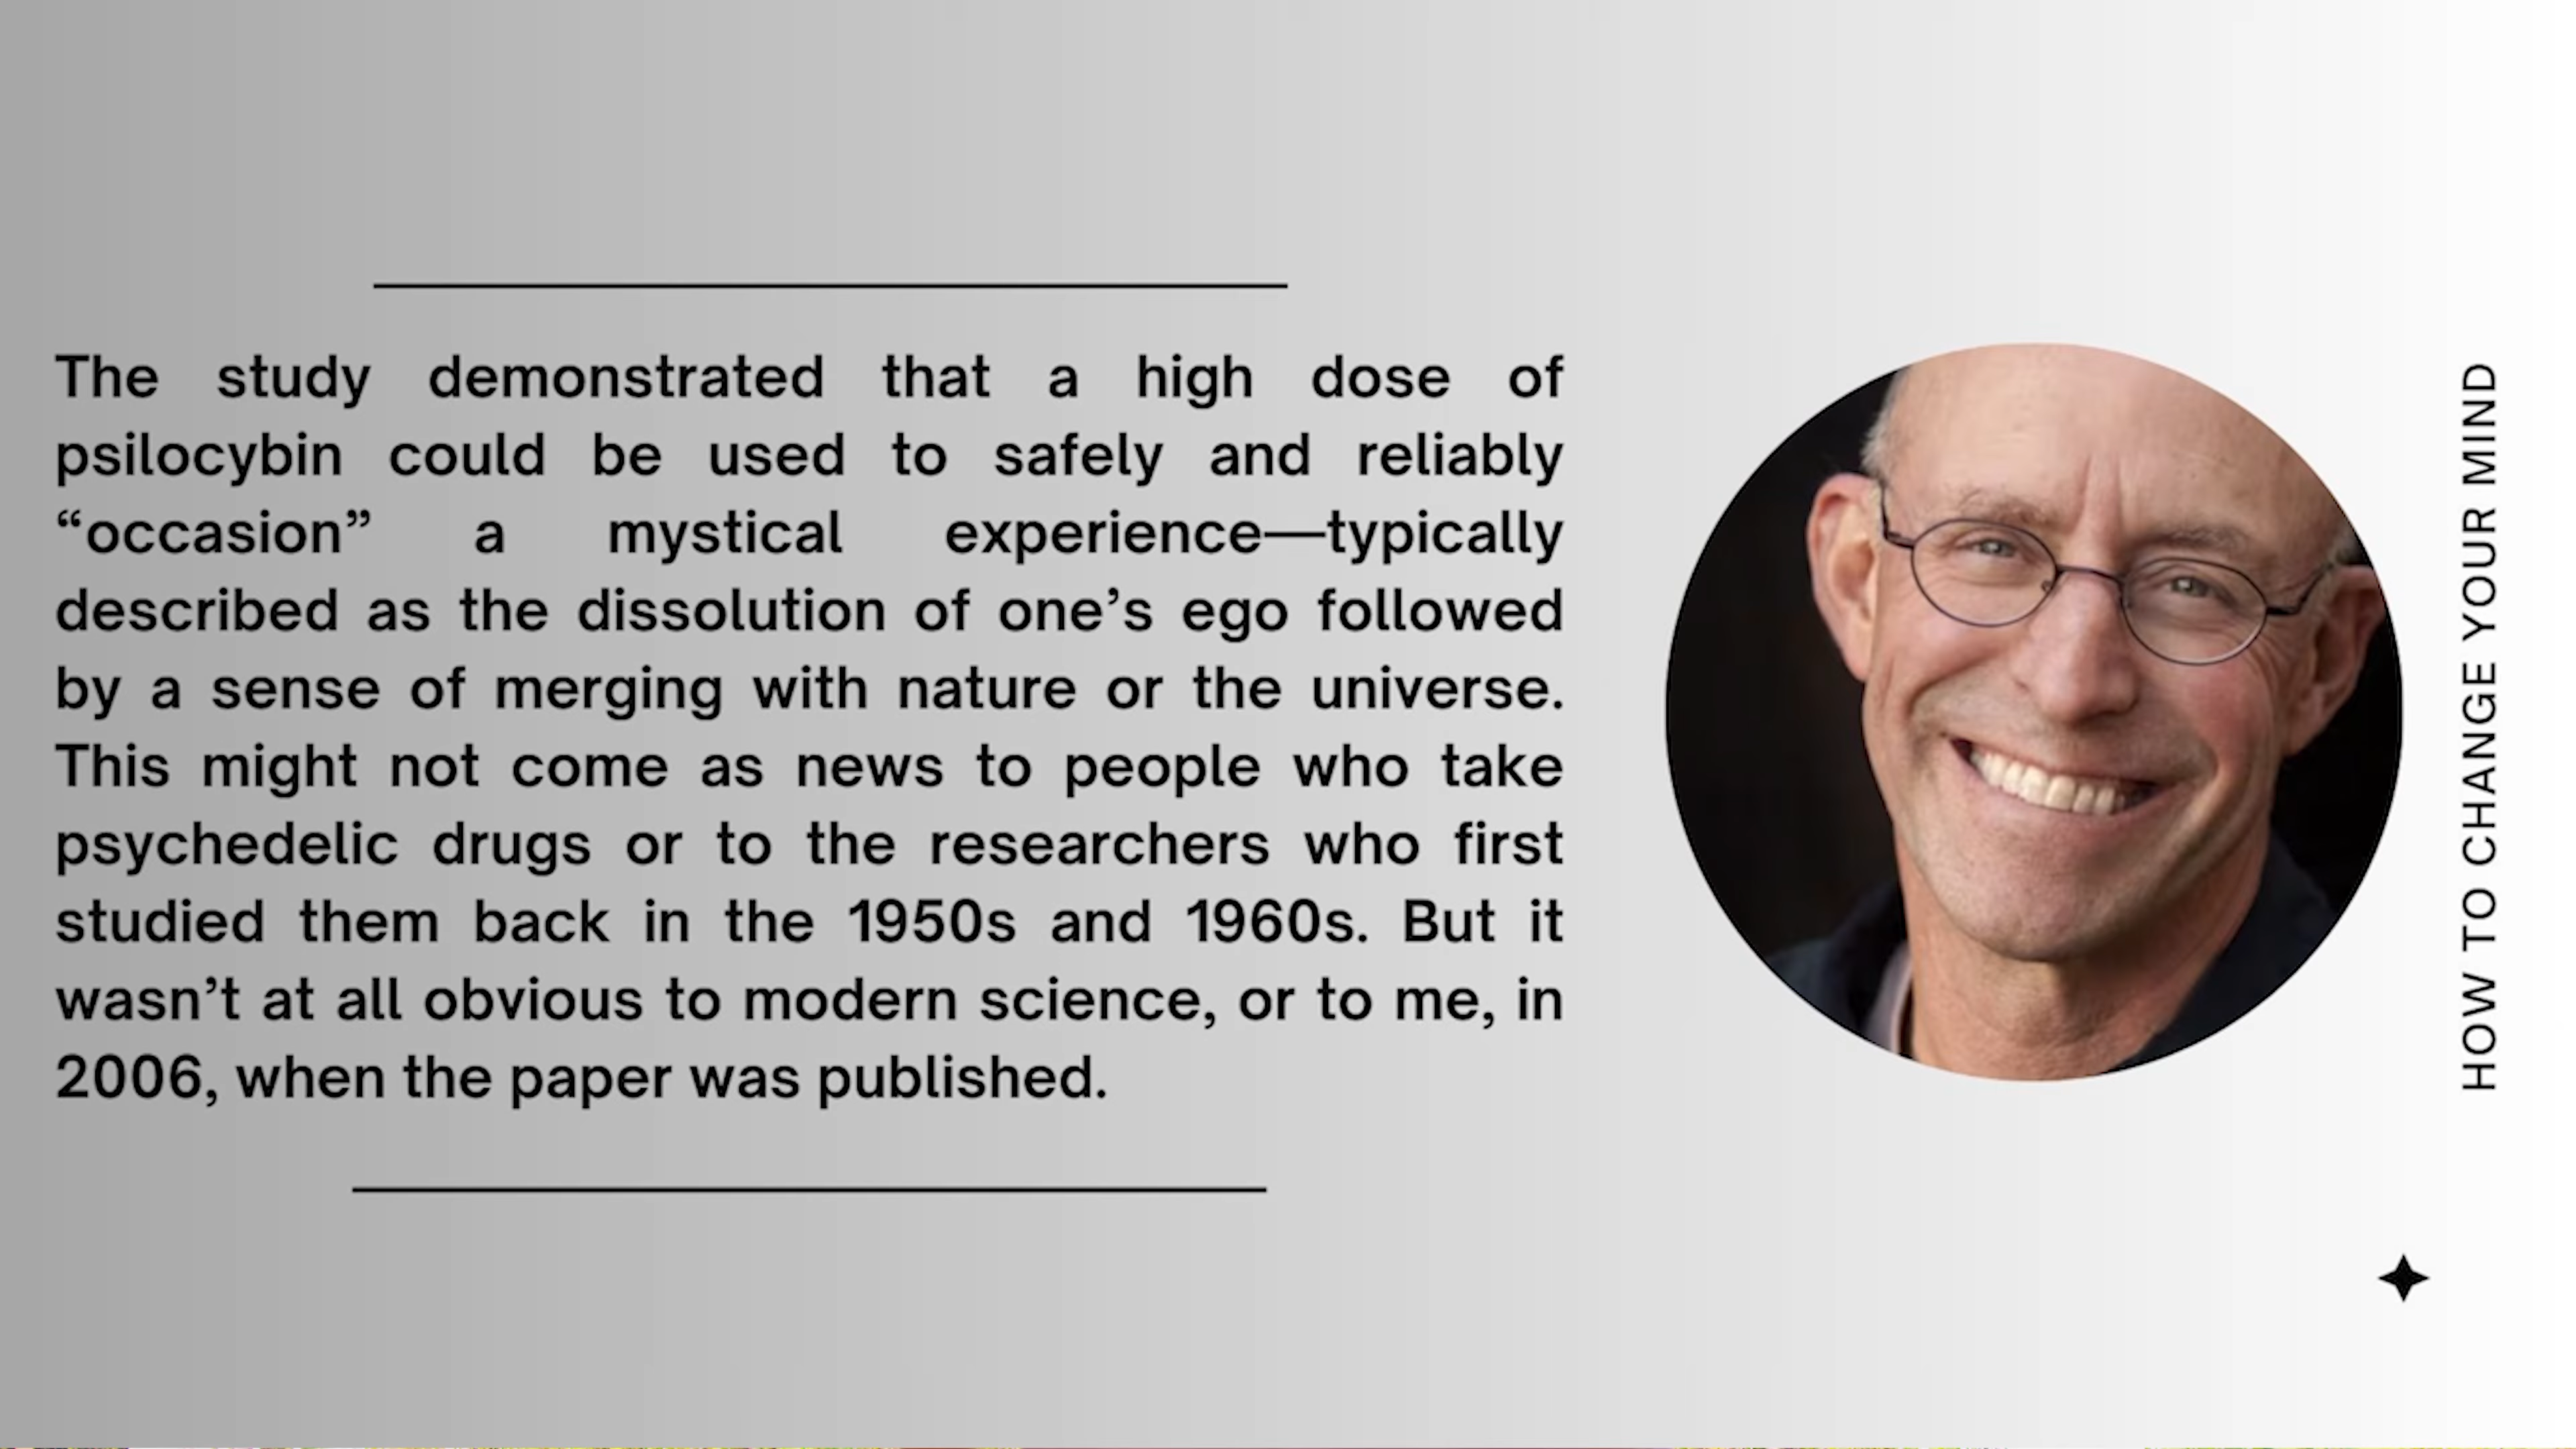 The study demonstrated that a high dose of
psilocybin could be used to safely and reliably
“occasion” a mystical experience—typically
described as the dissolution of one’s ego followed
by a sense of merging with nature or the universe.
This might not come as news to people who take
psychedelic drugs or to the researchers who first
studied them back in the 1950s and 1960s. But it
wasn’t at all obvious to modern science, or to me, in
2006, when the paper was published.
HOW TO CHANGE YOUR MIND